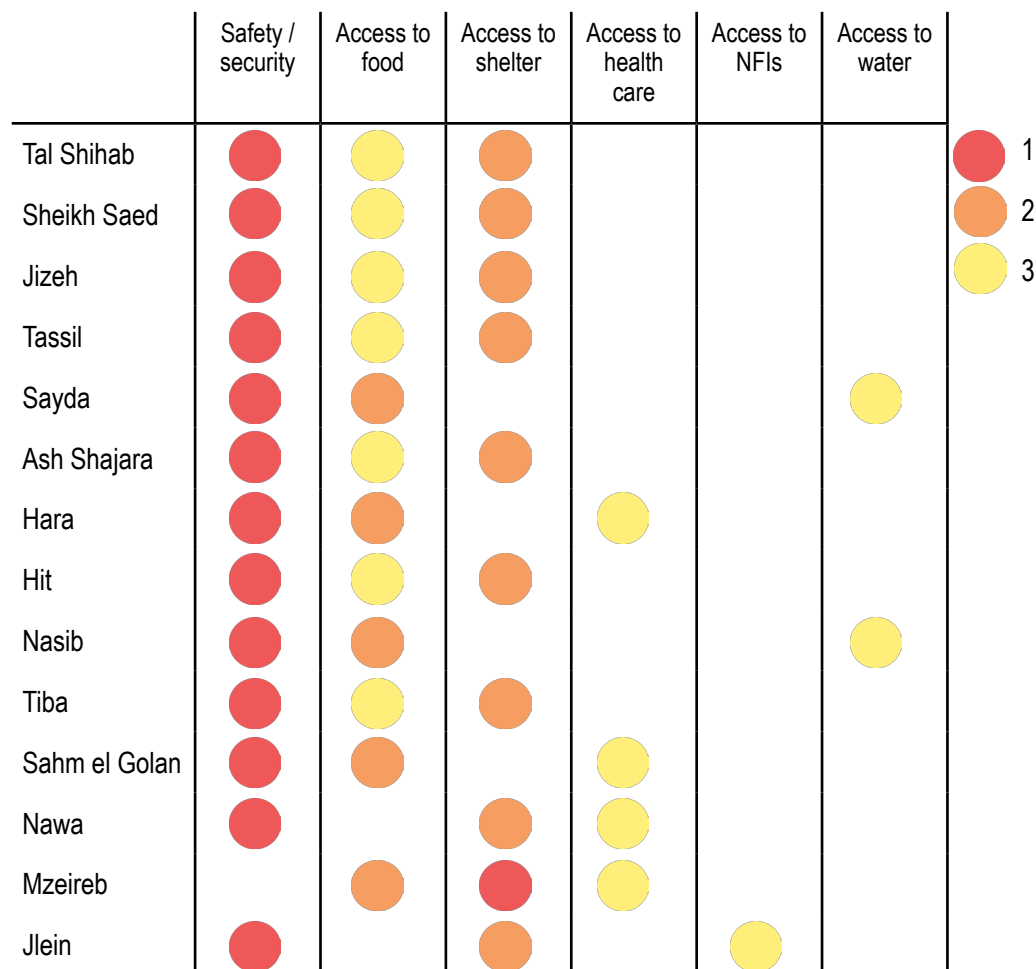 Safety /
security
Access to
food
Access to
shelter
Access to
health
care
Access to
NFIs
Access to
water
Tal Shihab
1
Sheikh Saed
2
Jizeh
3
Tassil
Sayda
Ash Shajara
Hara
Hit
Nasib
Tiba
Sahm el Golan
Nawa
Mzeireb
Jlein